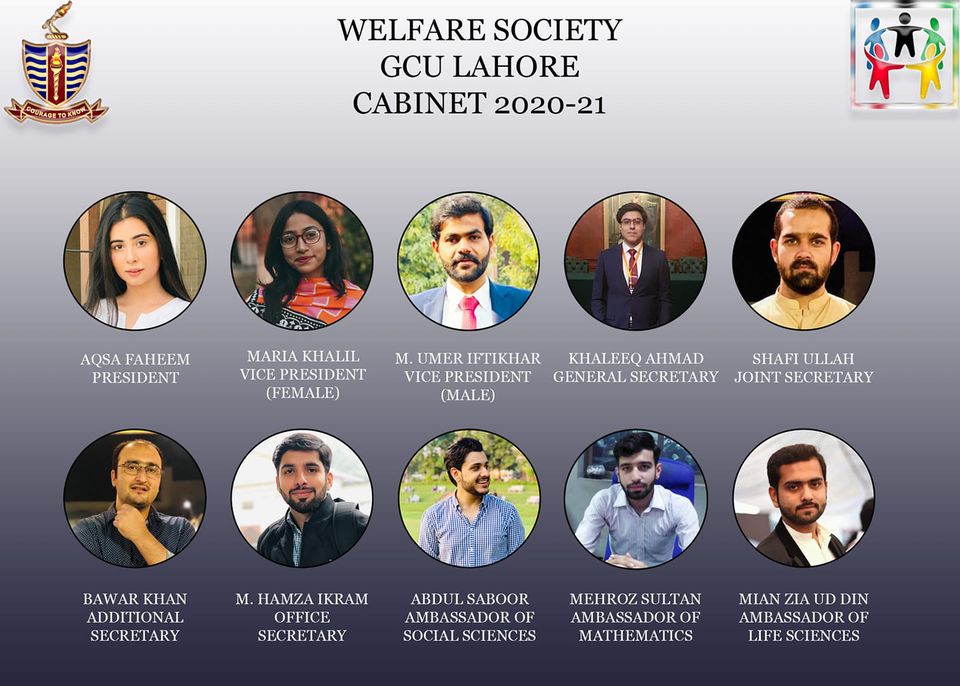 WELFARE SOCIETY
GCU LAHORE
CABINET 2020-21
COURAGE TO KNOW
AQSA FAHEEM
PRESIDENT
MARIA KHALIL
VICE PRESIDENT
(FEMALE)
M. UMER IFTIKHAR
VICE PRESIDENT
(MALE)
KHALEEQ AHMAD
GENERAL SECRETARY
SHAFI ULLAH
JOINT SECRETARY
BAWAR KHAN
ADDITIONAL
SECRETARY
M. HAMZA IKRAM
OFFICE
SECRETARY
ABDUL SABOOR
AMBASSADOR OF
SOCIAL SCIENCES
MEHROZ SULTAN
AMBASSADOR OF
MATHEMATICS
MIAN ZIA UD DIN
AMBASSADOR OF
LIFE SCIENCES